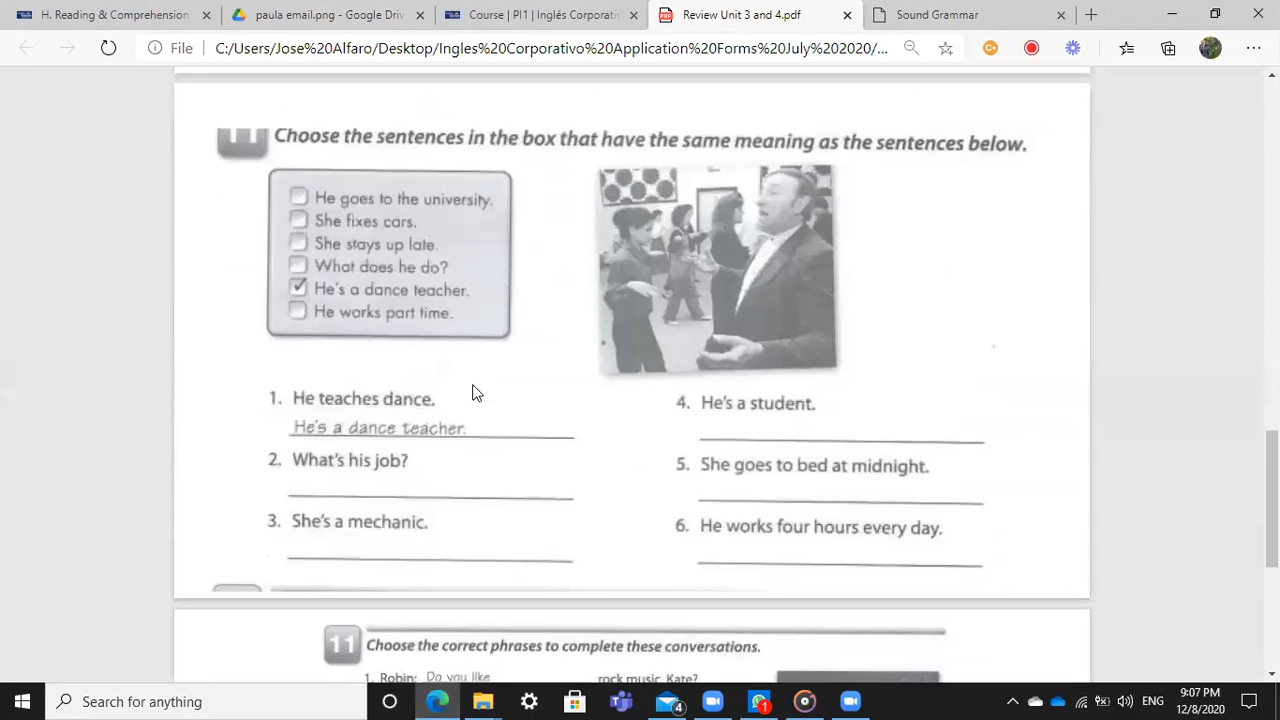 H. Reading & Comprehension
paula email.png - Google Dri
Course | PI1 | Inglés Corporati
Review Unit 3 and 4.pdf
Sound Grammar
File
C:/Users/Jose%20Alfaro/Desktop/Ingles%20Corporativo%20Application%20Forms%20July%202020/...
Choose the sentences in the box that have the same meaning as the sentences below.
He goes to the university.
She fixes cars.
She stays up late.
What does he do?
He's a dance teacher.
He works part time.
1. He teaches dance.
He's a dance teacher.
2. What's his job?
3. She's a mechanic.
4. He's a student.
5. She goes to bed at midnight.
6. He works four hours every day.
11 Choose the correct phrases to complete these conversations.
1. Robin: Do you like rock music, Kate?
Search for anything
4
1
ENG
9:07 PM
12/8/2020